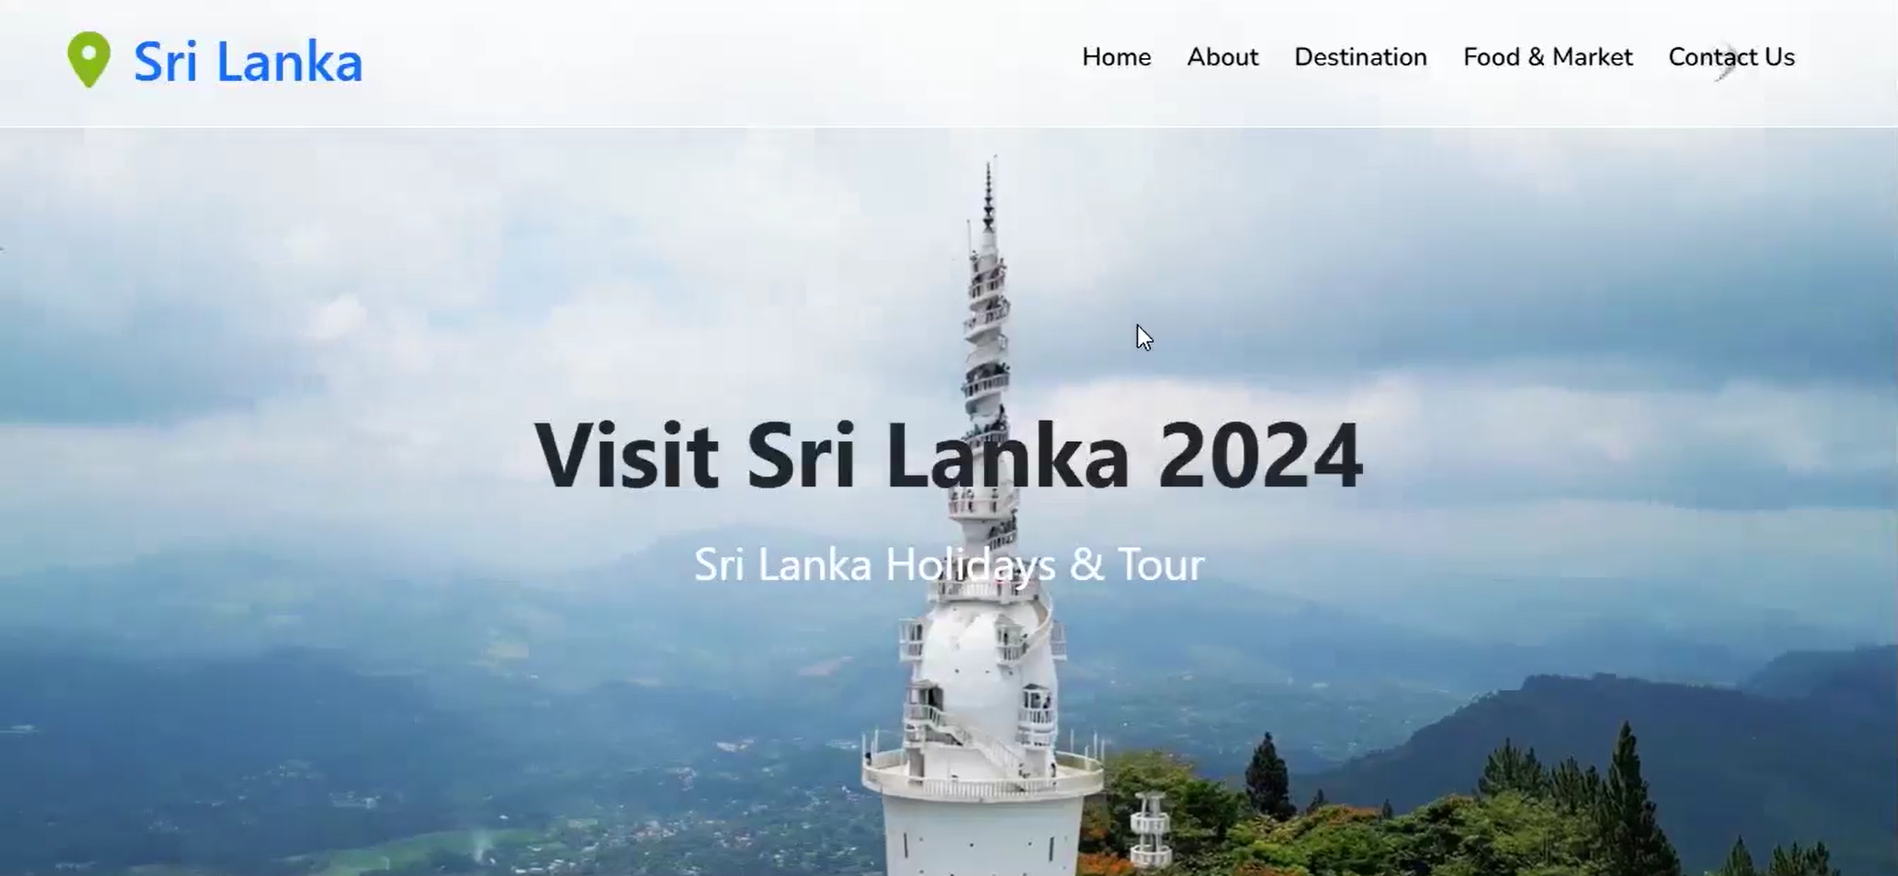 Sri Lanka
Home About Destination Food & Market Contact Us
Visit Sri Lanka 2024
Sri Lanka Holidays & Tour